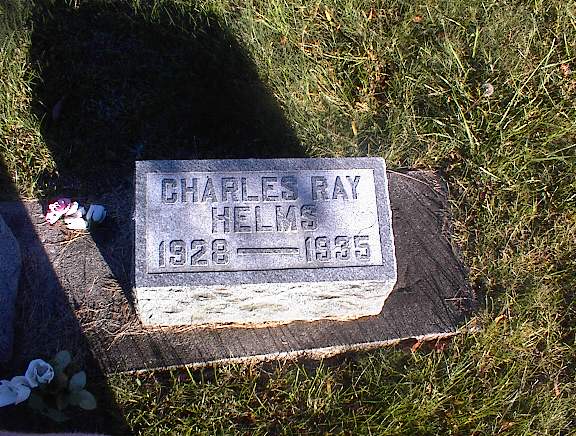 CHARLES RAY
HELMS
1928 — 1935